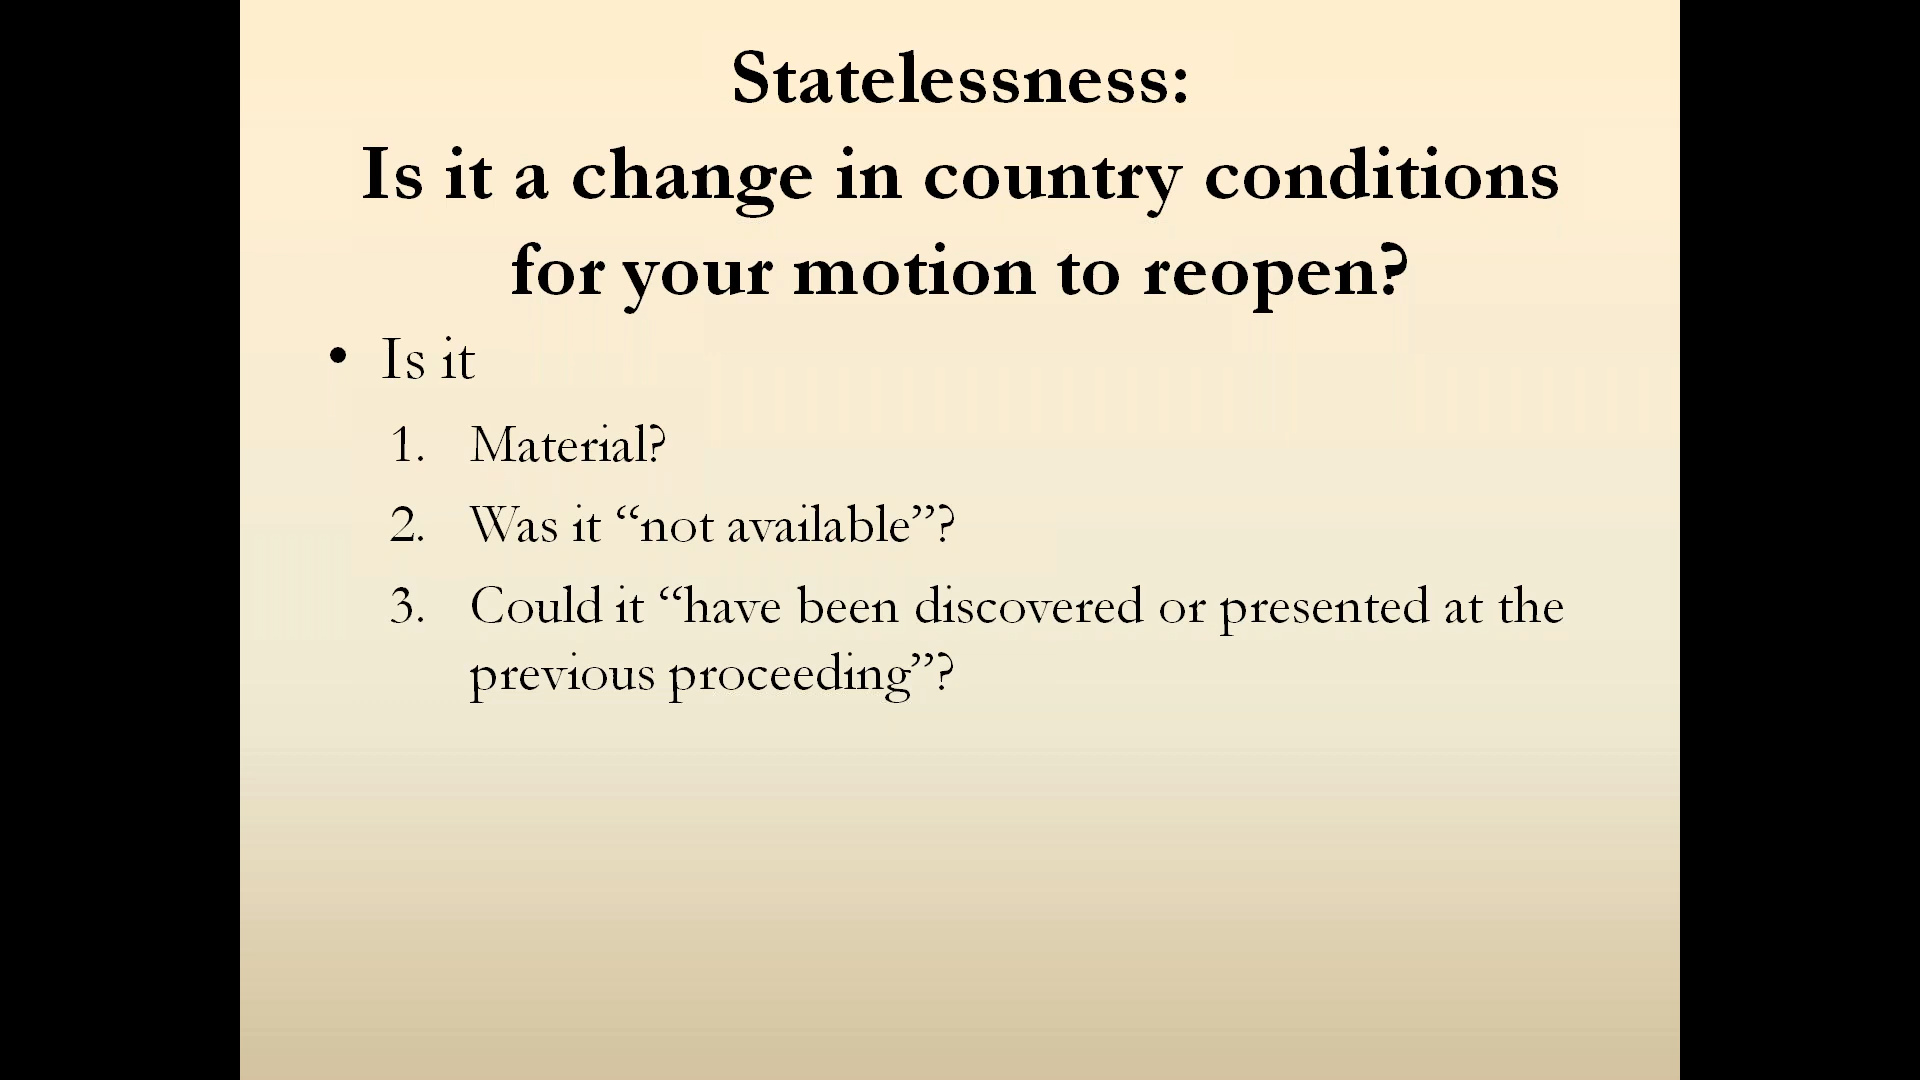 Statelessness:
Is it a change in country conditions
for your motion to reopen?
• Is it
1. Material?
2. Was it “not available”?
3. Could it “have been discovered or presented at the
previous proceeding”?